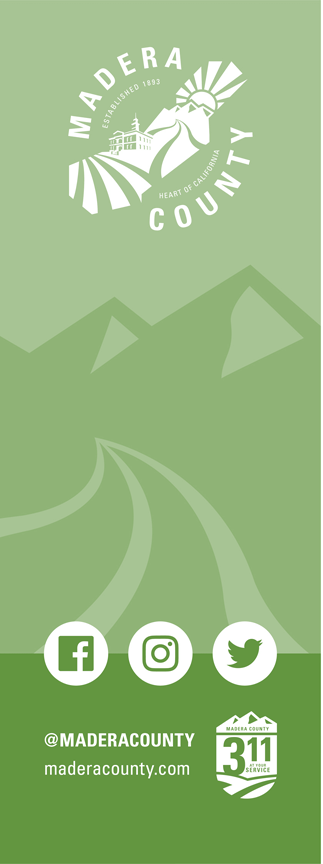 MADERA
ESTABLISHED 1893
HEART OF CALIFORNIA
COUNTY
@MADERACOUNTY
maderacounty.com
MADERA COUNTY
311
AT YOUR
SERVICE